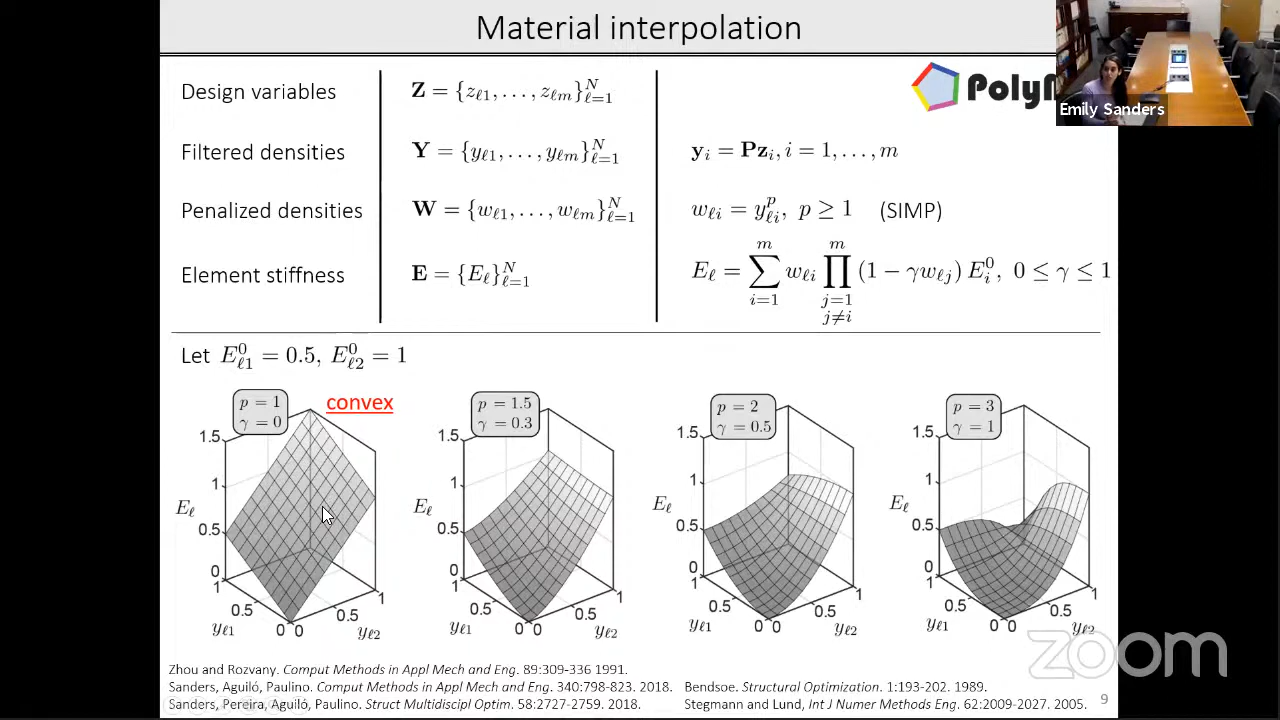 Material interpolation
Emily Sanders
Design variables Z = {z_ℓ1, . . . , z_ℓm}^N_ℓ=1
Filtered densities Y = {y_ℓ1, . . . , y_ℓm}^N_ℓ=1 y_i = Pz_i, i = 1, . . . , m
Penalized densities W = {w_ℓ1, . . . , w_ℓm}^N_ℓ=1 w_ℓi = y^p_ℓi, p ≥ 1 (SIMP)
Element stiffness E = {E_ℓ}^N_ℓ=1 E_ℓ = ∑^m_i=1 w_ℓi ∏^m_j=1 j≠i (1 − γw_ℓj) E^0_i, 0 ≤ γ ≤ 1
Let E^0_ℓ1 = 0.5, E^0_ℓ2 = 1
p = 1
γ = 0
convex
1.5
1
E_ℓ
0.5
0
1
0.5
y_ℓ1
0 0
0.5
y_ℓ2
1
p = 1.5
γ = 0.3
1.5
1
E_ℓ
0.5
0
1
0.5
y_ℓ1
0 0
0.5
y_ℓ2
1
p = 2
γ = 0.5
1.5
1
E_ℓ
0.5
0
1
0.5
y_ℓ1
0 0
0.5
y_ℓ2
1
p = 3
γ = 1
1.5
1
E_ℓ
0.5
0
1
0.5
y_ℓ1
0 0
0.5
y_ℓ2
1
zoom
Zhou and Rozvany. Comput Methods in Appl Mech and Eng. 89:309-336 1991.
Sanders, Aguiló, Paulino. Comput Methods in Appl Mech and Eng. 340:798-823. 2018.
Sanders, Pereira, Aguiló, Paulino. Struct Multidiscipl Optim. 58:2727-2759. 2018.
Bendsoe. Structural Optimization. 1:193-202. 1989.
Stegmann and Lund, Int J Numer Methods Eng. 62:2009-2027. 2005.
9